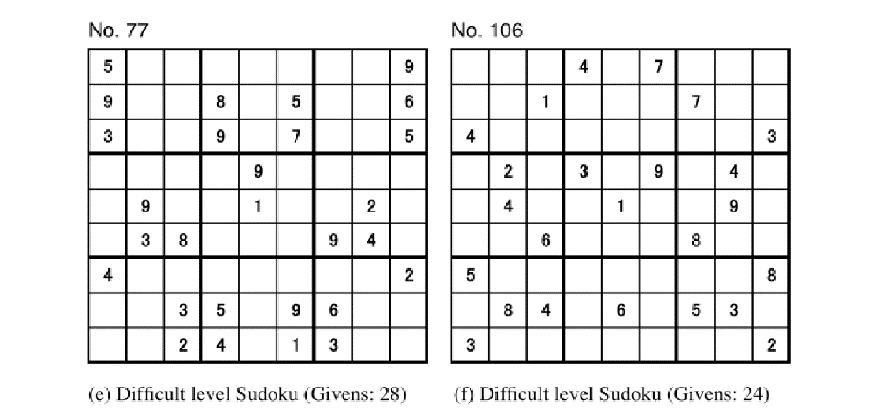 No. 77
5 9
9 8 5 6
3 9 7 5
9
9 1 2
3 8 9 4
4 2
3 5 9 6
2 4 1 3
(e) Difficult level Sudoku (Givens: 28)
No. 106
4 7
1 7
4 3
2 3 9 4
4 1 9
6 8
5 8
8 4 6 5 3
3 2
(f) Difficult level Sudoku (Givens: 24)